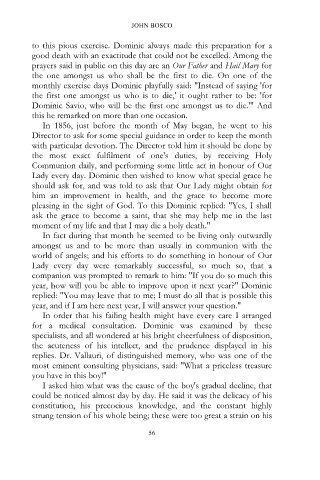 JOHN BOSCO
to this pious exercise. Dominic always made this preparation for a
good death with an exactitude that could not be excelled. Among the
prayers said in public on this day are an Our Father and Hail Mary for
the one amongst us who shall be the first to die. On one of the
monthly exercise days Dominic playfully said: "Instead of saying 'for
the first one amongst us who is to die,' it ought rather to be: 'for
Dominic Savio, who will be the first one amongst us to die.'" And
this he remarked on more than one occasion.
In 1856, just before the month of May began, he went to his
Director to ask for some special guidance in order to keep the month
with particular devotion. The Director told him it should be done by
the most exact fulfilment of one's duties, by receiving Holy
Communion daily, and performing some little act in honour of Our
Lady every day. Dominic then wished to know what special grace he
should ask for, and was told to ask that Our Lady might obtain for
him an improvement in health, and the grace to become more
pleasing in the sight of God. To this Dominic replied: "Yes, I shall
ask the grace to become a saint, that she may help me in the last
moment of my life and that I may die a holy death."
In fact during that month he seemed to be living only outwardly
amongst us and to be more than usually in communion with the
world of angels; and his efforts to do something in honour of Our
Lady every day were remarkably successful, so much so, that a
companion was prompted to remark to him: "If you do so much this
year, how will you be able to improve upon it next year?" Dominic
replied: "You may leave that to me; I must do all that is possible this
year, and if I am here next year, I will answer your question."
In order that his failing health might have every care I arranged
for a medical consultation. Dominic was examined by these
specialists, and all wondered at his bright cheerfulness of disposition,
the acuteness of his intellect, and the prudence displayed in his
replies. Dr. Vallauri, of distinguished memory, who was one of the
most eminent consulting physicians, said: "What a priceless treasure
you have in this boy!"
I asked him what was the cause of the boy's gradual decline, that
could be noticed almost day by day. He said it was the delicacy of his
constitution, his precocious knowledge, and the constant highly
strung tension of his whole being; these were too great a strain on his
56